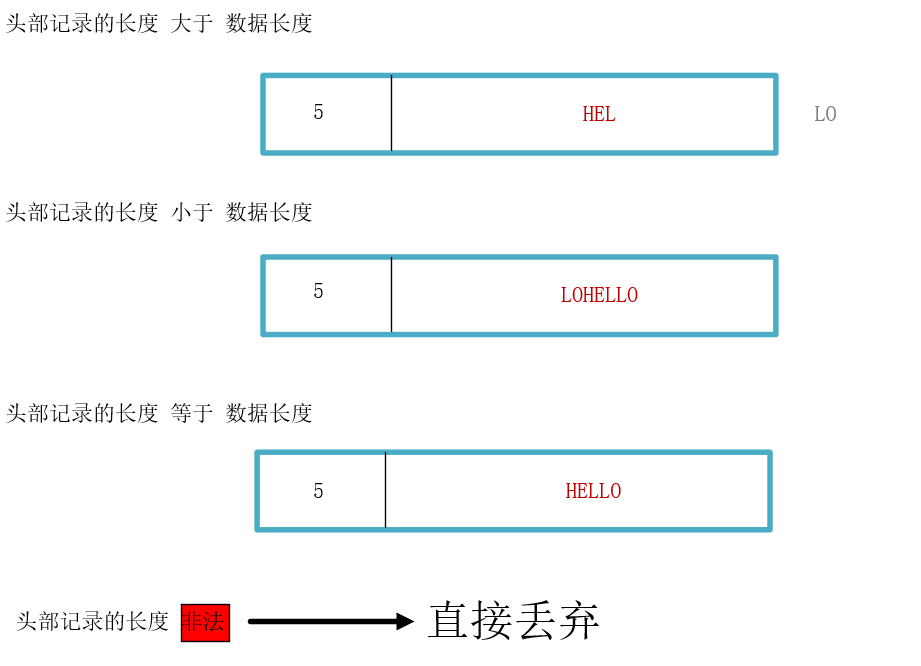 头部记录的长度 大于 数据长度
5 HEL LO
头部记录的长度 小于 数据长度
5 LOHELLO
头部记录的长度 等于 数据长度
5 HELLO
头部记录的长度 非法 直接丢弃